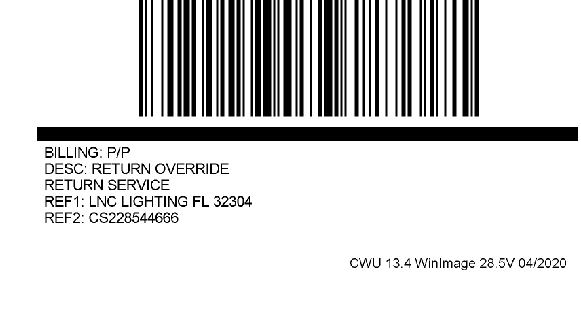 BILLING: P/P
DESC: RETURN OVERRIDE
RETURN SERVICE
REF1: LNC LIGHTING FL 32304
REF2: CS228544666
CWU 13.4 WinImage 28.5V 04/2020